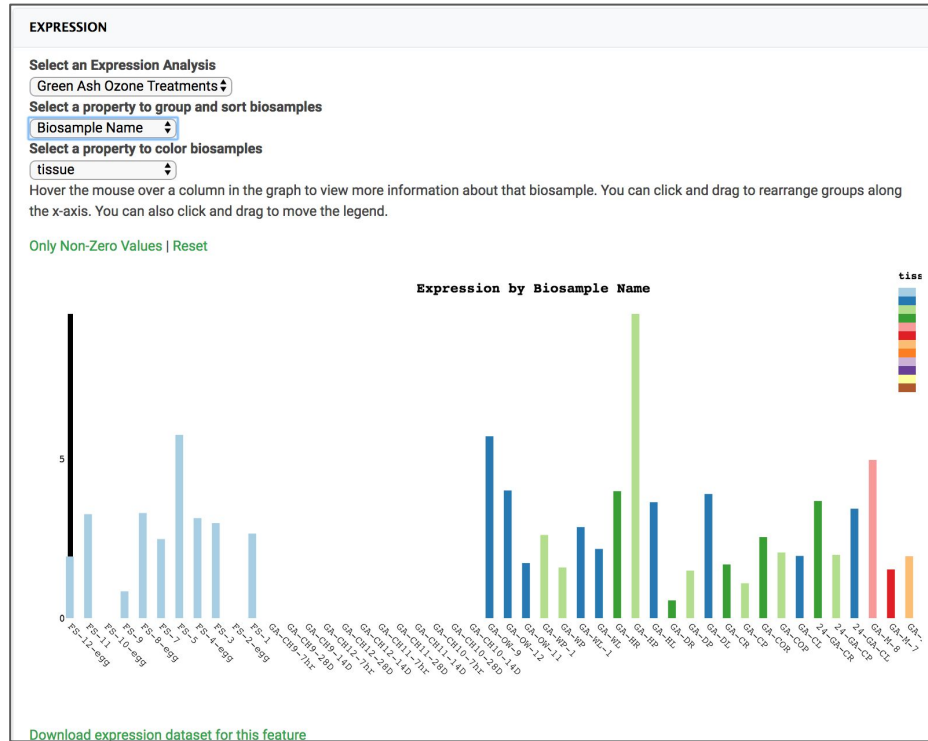 EXPRESSION
Select an Expression Analysis
Green Ash Ozone Treatments
Select a property to group and sort biosamples
Biosample Name
Select a property to color biosamples
tissue
Hover the mouse over a column in the graph to view more information about that biosample. You can click and drag to rearrange groups along
the x-axis. You can also click and drag to move the legend.
Only Non-Zero Values | Reset
tiss
Expression by Biosample Name
5
0
FS-12-egg
FS-11
FS-10-egg
FS-9
FS-8-egg
FS-7
FS-5
FS-4-egg
FS-3
FS-2-egg
FS-1
GA-CH9-7hr
GA-CH9-28D
GA-CH9-14D
GA-CH12-7hr
GA-CH12-28D
GA-CH12-14D
GA-CH11-7hr
GA-CH11-28D
GA-CH11-14D
GA-CH10-7hr
GA-CH10-28D
GA-CH10-14D
GA-OW-9
GA-OW-12
GA-OW-11
GA-WP
GA-WP-1
GA-WL-1
GA-WL
GA-HR
GA-HP
GA-HL
GA-DR
GA-DP
GA-DL
GA-CR
GA-CP
GA-COR
GA-COP
GA-CL
24-GA-CR
24-GA-CP
24-GA-CL
GA-M-8
GA-M-7
GA-
Download expression dataset for this feature